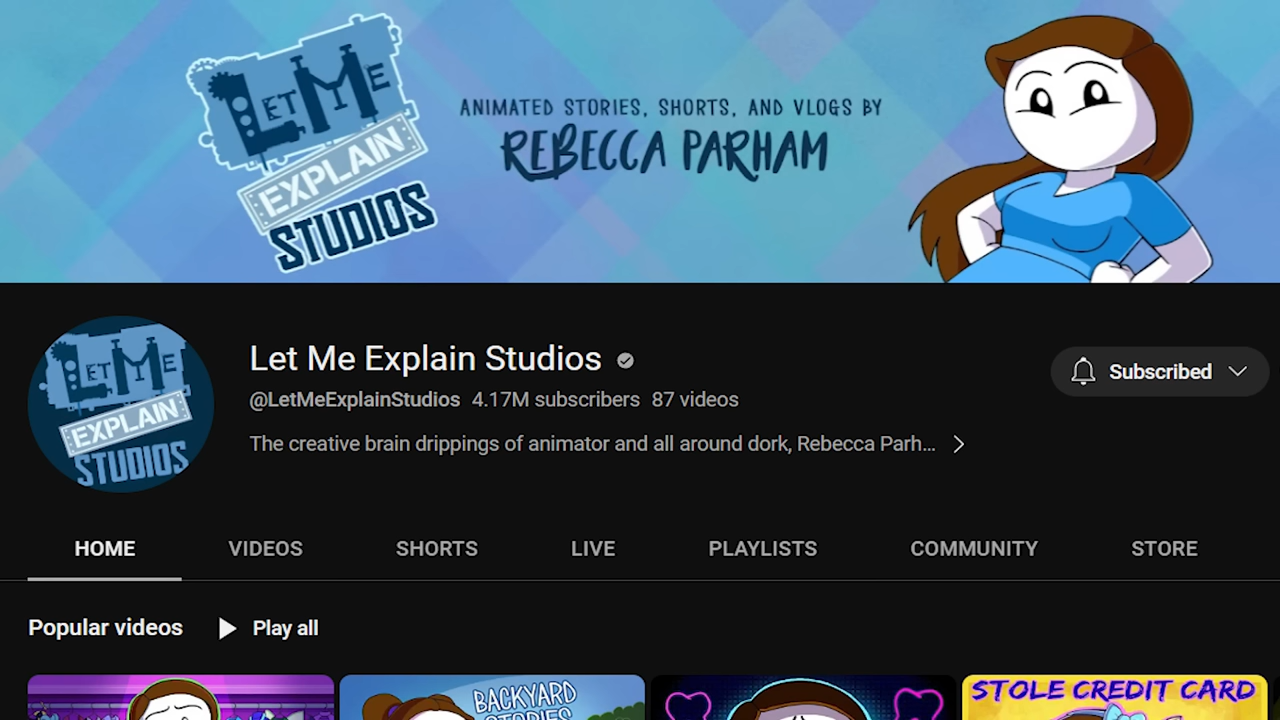 LET ME
EXPLAIN
STUDIOS
ANIMATED STORIES, SHORTS, AND VLOGS BY
REBECCA PARHAM
LET ME
EXPLAIN
STUDIOS
Let Me Explain Studios
@LetMeExplainStudios 4.17M subscribers 87 videos
The creative brain drippings of animator and all around dork, Rebecca Parh...
Subscribed
HOME VIDEOS SHORTS LIVE PLAYLISTS COMMUNITY STORE
Popular videos Play all
BACKYARD
STORIES
STOLE CREDIT CARD